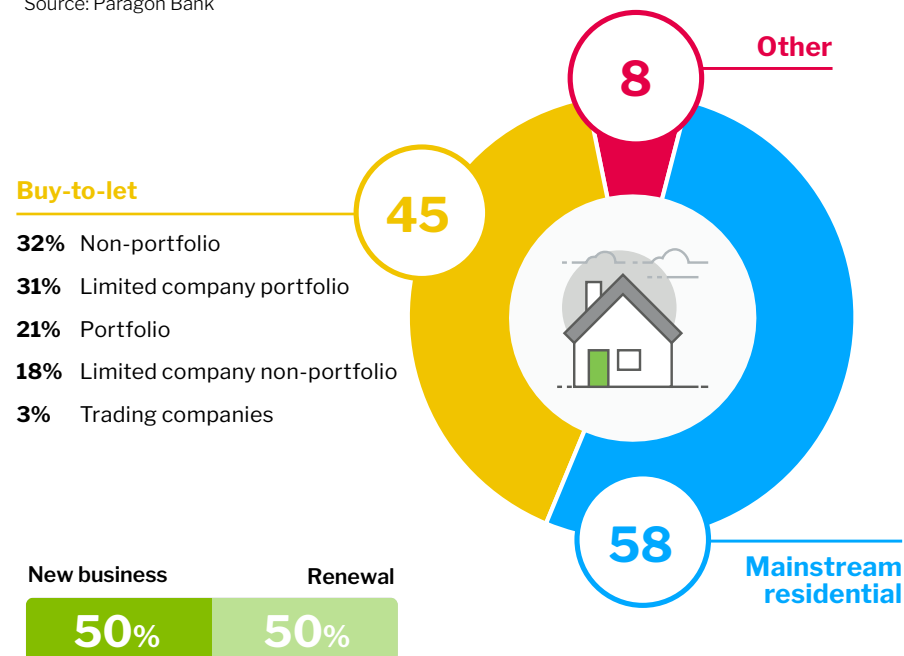 Source: Paragon Bank
8
Other
Buy-to-let
45
32% Non-portfolio
31% Limited company portfolio
21% Portfolio
18% Limited company non-portfolio
3% Trading companies
58
Mainstream
residential
New business
Renewal
50%
50%